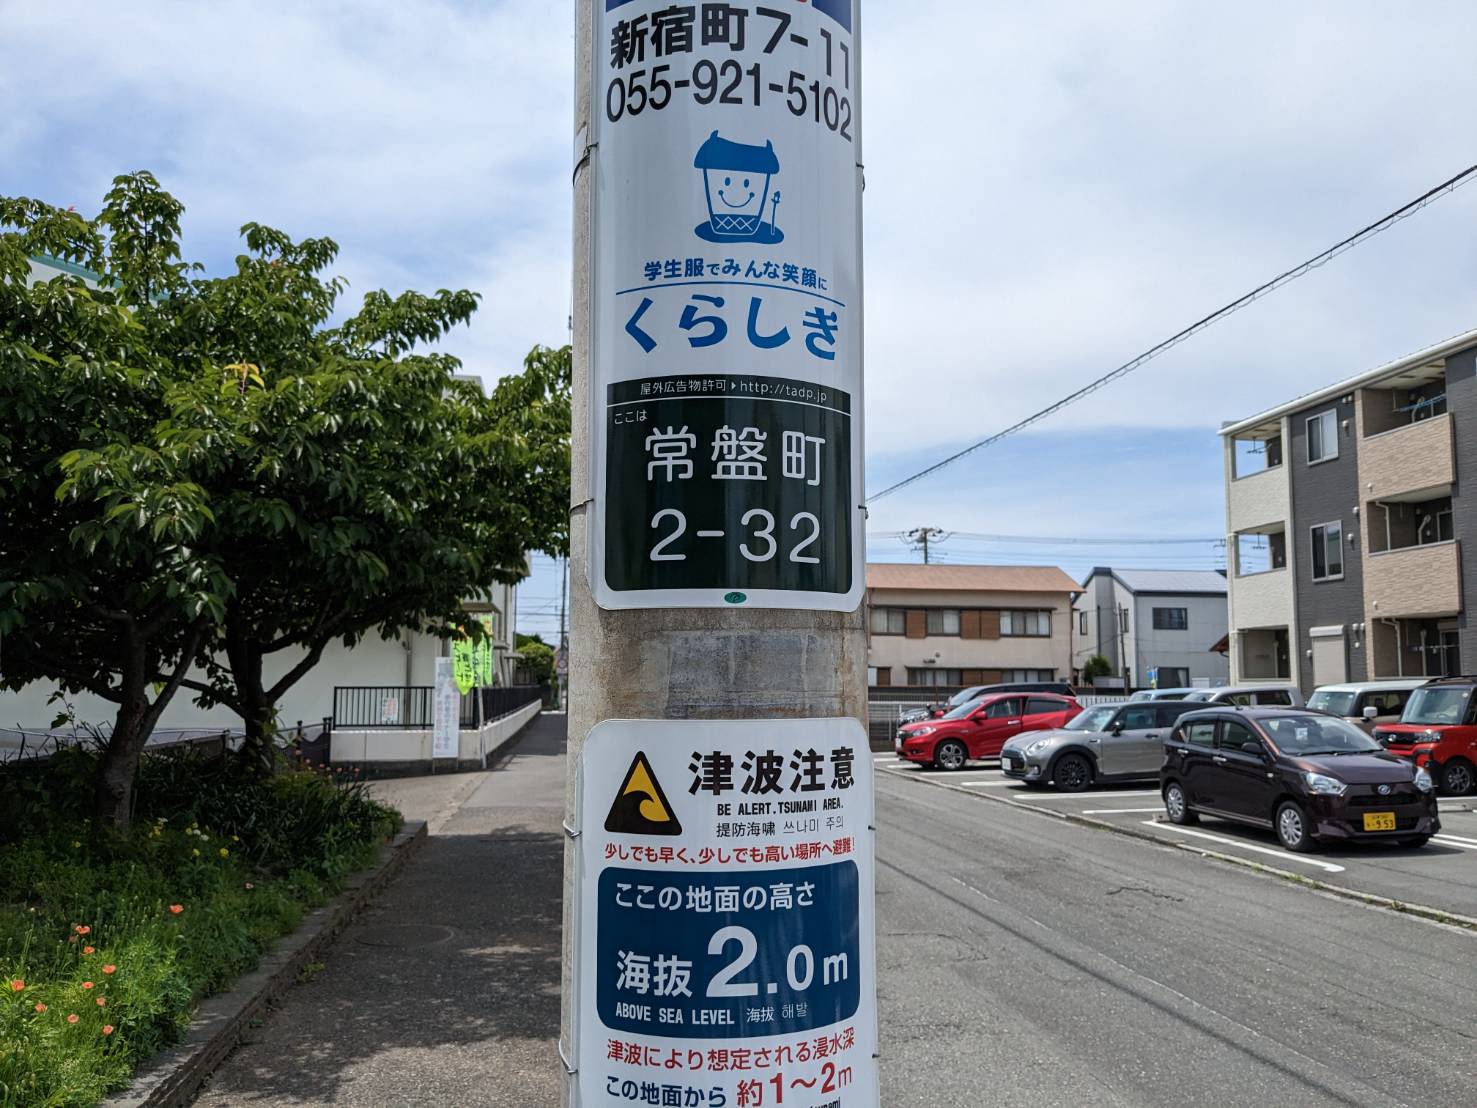 新宿町7-11
055-921-5102
学生服でみんな笑顔に
くらしぎ
屋外広告物許可▶http://tadp.jp
ここは
常盤町
2-32
津波注意
BE ALERT.TSUNAMI AREA.
提防海啸 쓰나미 주의
少しでも早く、少しでも高い場所へ避難!
ここの地面の高さ
海抜2.0m
ABOVE SEA LEVEL 海拔 해발
津波により想定される浸水深
この地面から 約1〜2m
953